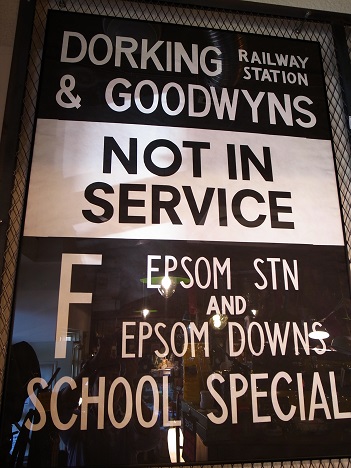 DORKING RAILWAY STATION
& GOODWYNS
NOT IN
SERVICE
F EPSOM STN
AND
EPSOM DOWNS
SCHOOL SPECIAL